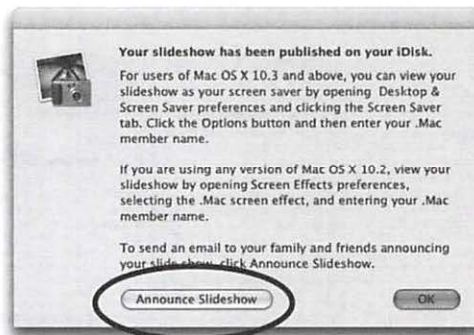 Your slideshow has been published on your iDisk.
For users of Mac OS X 10.3 and above, you can view your
slideshow as your screen saver by opening Desktop &
Screen Saver preferences and clicking the Screen Saver
tab. Click the Options button and then enter your .Mac
member name.
If you are using any version of Mac OS X 10.2, view your
slideshow by opening Screen Effects preferences,
selecting the .Mac screen effect, and entering your .Mac
member name.
To send an email to your family and friends announcing
your slide show, click Announce Slideshow.
Announce Slideshow
OK